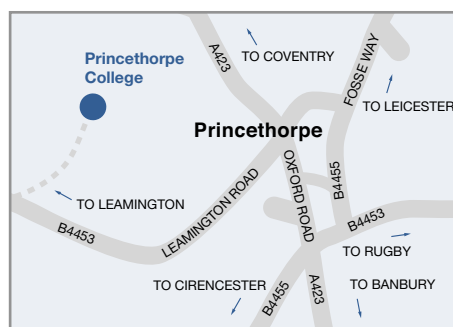 A423
TO COVENTRY
FOSSE WAY
Princethorpe
College
TO LEICESTER
Princethorpe
OXFORD ROAD
B4455
TO LEAMINGTON
LEAMINGTON ROAD
B4453
B4453
TO RUGBY
TO CIRENCESTER
TO BANBURY
B4455
A423